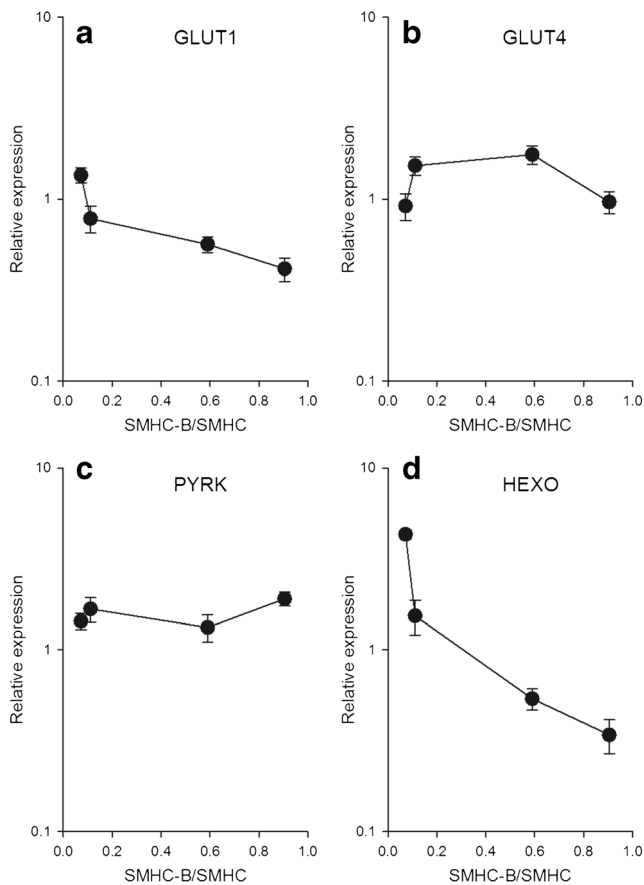 a GLUT1
10
1
0.1
Relative expression
0.0 0.2 0.4 0.6 0.8 1.0
SMHC-B/SMHC
b GLUT4
10
1
0.1
Relative expression
0.0 0.2 0.4 0.6 0.8 1.0
SMHC-B/SMHC
c PYRK
10
1
0.1
Relative expression
0.0 0.2 0.4 0.6 0.8 1.0
SMHC-B/SMHC
d HEXO
10
1
0.1
Relative expression
0.0 0.2 0.4 0.6 0.8 1.0
SMHC-B/SMHC